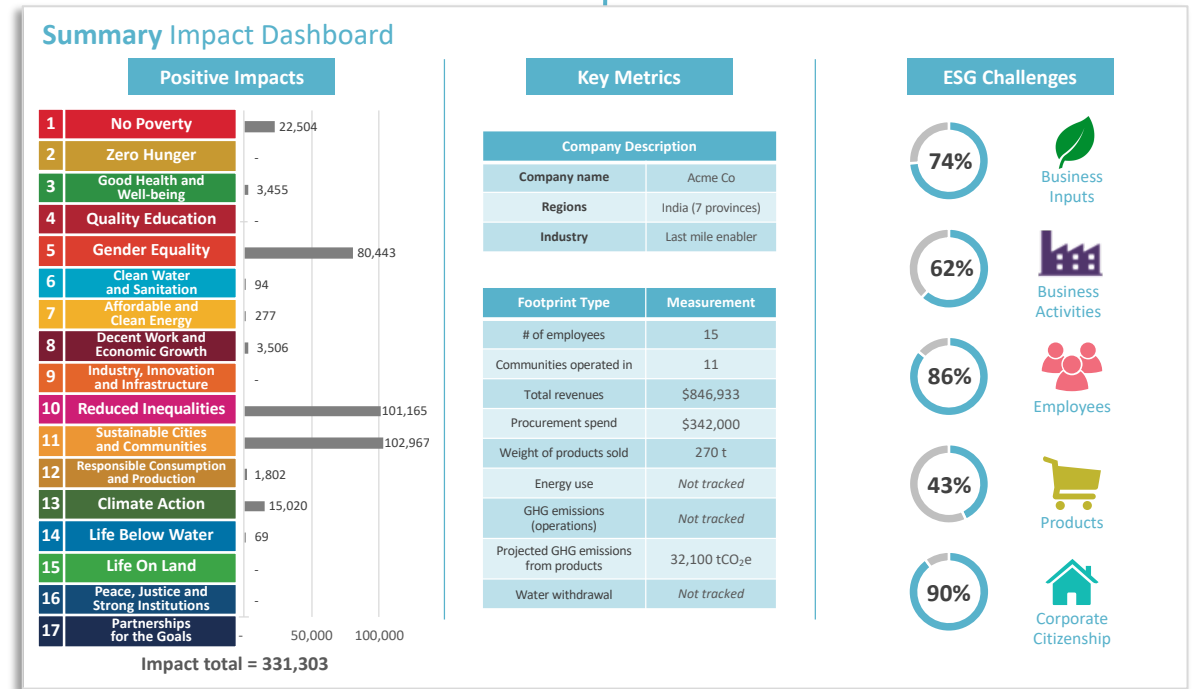 Summary Impact Dashboard
Positive Impacts
1 No Poverty 22,504
2 Zero Hunger -
3 Good Health and
Well-being 3,455
4 Quality Education -
5 Gender Equality 80,443
6 Clean Water
and Sanitation 94
7 Affordable and
Clean Energy 277
8 Decent Work and
Economic Growth 3,506
9 Industry, Innovation
and Infrastructure -
10 Reduced Inequalities 101,165
11 Sustainable Cities
and Communities 102,967
12 Responsible Consumption
and Production 1,802
13 Climate Action 15,020
14 Life Below Water 69
15 Life On Land -
16 Peace, Justice and
Strong Institutions -
17 Partnerships
for the Goals
- 50,000 100,000
Impact total = 331,303
Key Metrics
Company Description
Company name Acme Co
Regions India (7 provinces)
Industry Last mile enabler
Footprint Type Measurement
# of employees 15
Communities operated in 11
Total revenues $846,933
Procurement spend $342,000
Weight of products sold 270 t
Energy use Not tracked
GHG emissions
(operations) Not tracked
Projected GHG emissions
from products 32,100 tCO₂e
Water withdrawal Not tracked
ESG Challenges
74%
Business
Inputs
62%
Business
Activities
86%
Employees
43%
Products
90%
Corporate
Citizenship